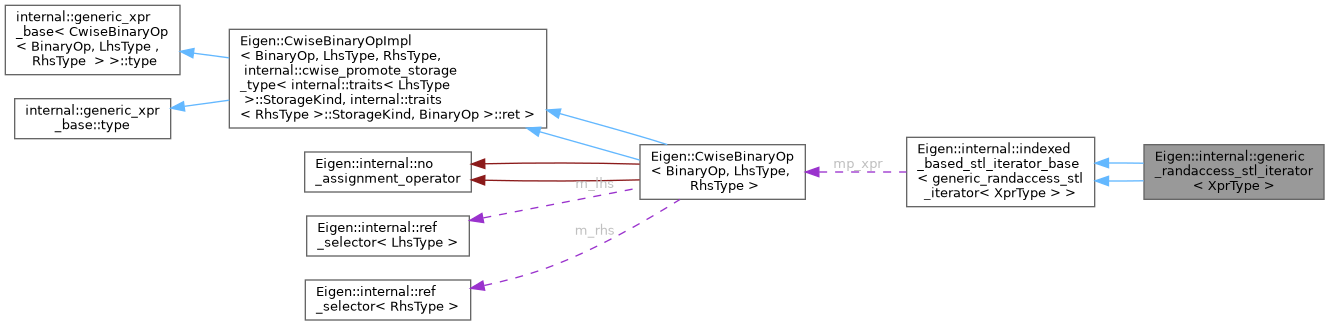 internal::generic_xpr
_base< CwiseBinaryOp
< BinaryOp, LhsType ,
RhsType  > >::type
internal::generic_xpr
_base::type
Eigen::CwiseBinaryOpImpl
< BinaryOp, LhsType, RhsType,
internal::cwise_promote_storage
_type< internal::traits< LhsType
>::StorageKind, internal::traits
< RhsType >::StorageKind, BinaryOp >::ret >
Eigen::internal::no
_assignment_operator
m_lhs
Eigen::internal::ref
_selector< LhsType >
m_rhs
Eigen::internal::ref
_selector< RhsType >
Eigen::CwiseBinaryOp
< BinaryOp, LhsType,
RhsType >
mp_xpr
Eigen::internal::indexed
_based_stl_iterator_base
< generic_randaccess_stl
_iterator< XprType > >
Eigen::internal::generic
_randaccess_stl_iterator
< XprType >